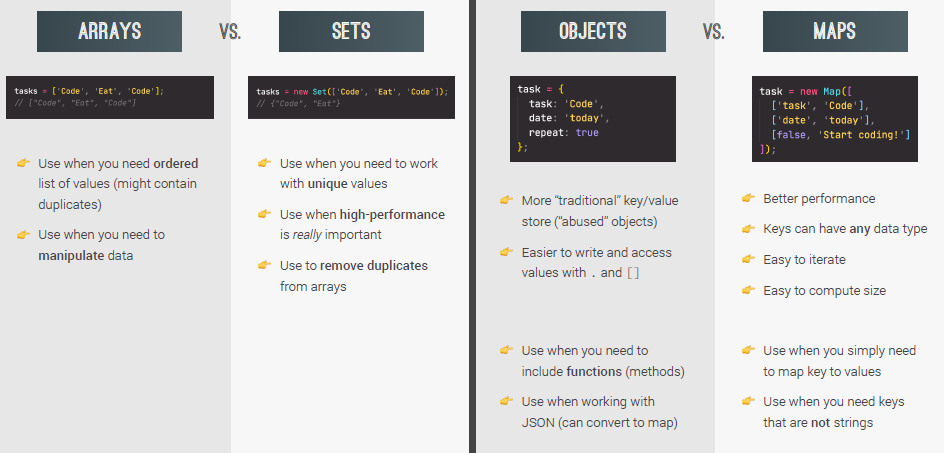 ARRAYS
VS.
SETS
tasks = ['Code', 'Eat', 'Code'];
// ["Code", "Eat", "Code"]
tasks = new Set(['Code', 'Eat', 'Code']);
// {"Code", "Eat"}
Use when you need ordered
list of values (might contain
duplicates)
Use when you need to
manipulate data
Use when you need to work
with unique values
Use when high-performance
is really important
Use to remove duplicates
from arrays
OBJECTS
VS.
MAPS
task = {
task: 'Code',
date: 'today',
repeat: true
};
task = new Map([
['task', 'Code'],
['date', 'today'],
[false, 'Start coding!']
]);
More “traditional” key/value
store (“abused” objects)
Easier to write and access
values with . and []
Use when you need to
include functions (methods)
Use when working with
JSON (can convert to map)
Better performance
Keys can have any data type
Easy to iterate
Easy to compute size
Use when you simply need
to map key to values
Use when you need keys
that are not strings